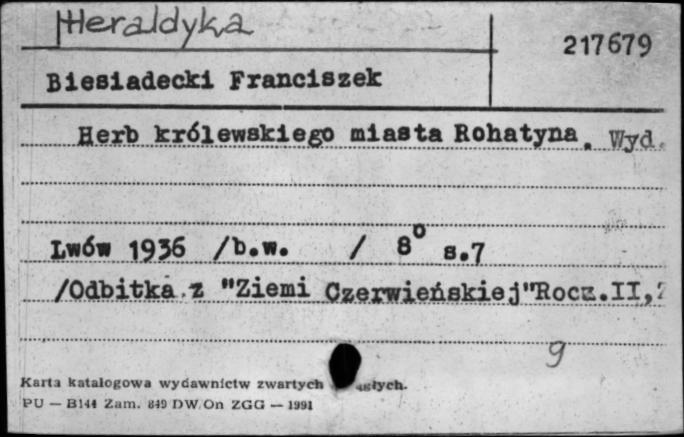 Heraldyka
217679
Biesiadecki Franciszek
Herb królewskiego miasta Rohatyna. Wyd.
Lwów 1936 /b.w. / 8° s.7
/Odbitka z "Ziemi Czerwieńskiej"Rocz.II,
9
Karta katalogowa wydawnictw zwartych
PU — B144 Zam. 849 DW.On ZGG — 1991